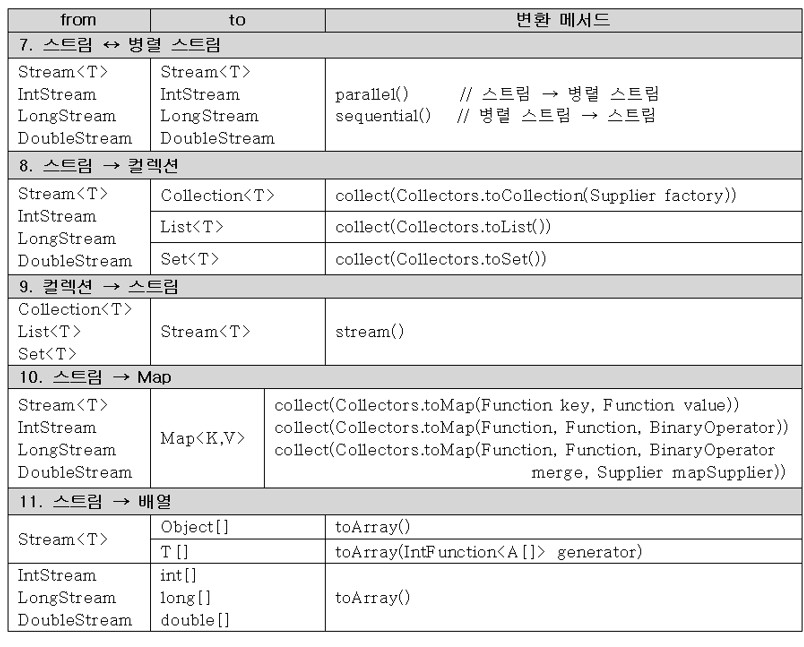 from to 변환 메서드
7. 스트림 ↔ 병렬 스트림
Stream<T> Stream<T>
IntStream IntStream parallel() // 스트림 → 병렬 스트림
LongStream LongStream sequential() // 병렬 스트림 → 스트림
DoubleStream DoubleStream
8. 스트림 → 컬렉션
Stream<T> Collection<T> collect(Collectors.toCollection(Supplier factory))
IntStream List<T> collect(Collectors.toList())
LongStream
DoubleStream Set<T> collect(Collectors.toSet())
9. 컬렉션 → 스트림
Collection<T>
List<T> Stream<T> stream()
Set<T>
10. 스트림 → Map
Stream<T> collect(Collectors.toMap(Function key, Function value))
IntStream Map<K,V> collect(Collectors.toMap(Function, Function, BinaryOperator))
LongStream collect(Collectors.toMap(Function, Function, BinaryOperator
DoubleStream merge, Supplier mapSupplier))
11. 스트림 → 배열
Stream<T> Object[] toArray()
T[] toArray(IntFunction<A[]> generator)
IntStream int[]
LongStream long[] toArray()
DoubleStream double[]